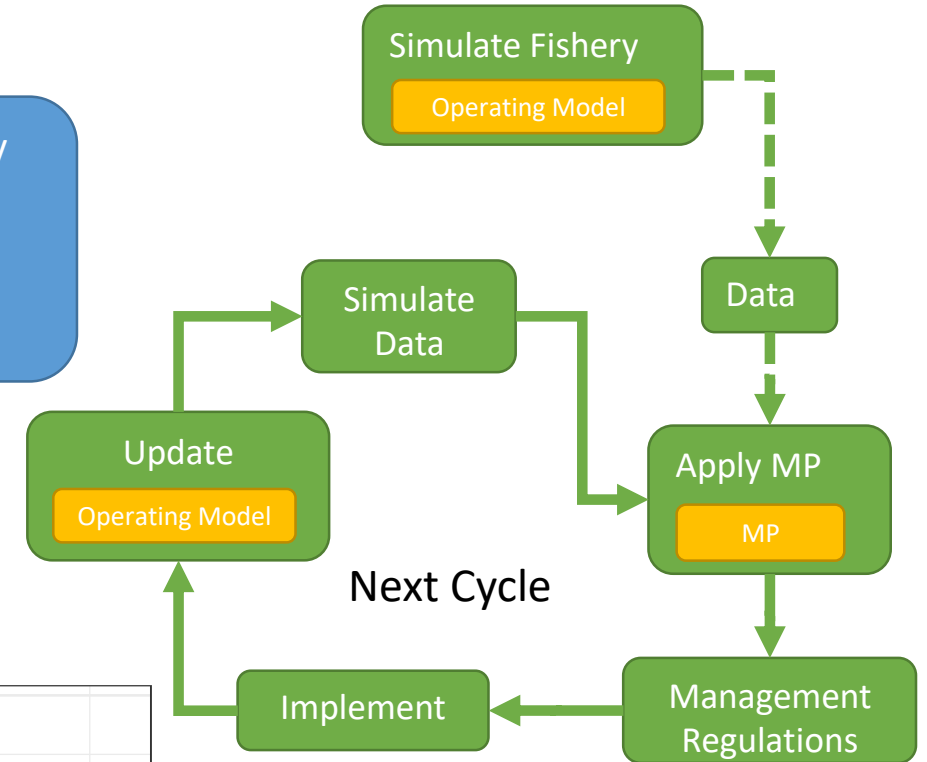 Simulate Fishery
Operating Model
Simulate
Data
Data
Update
Operating Model
Apply MP
MP
Next Cycle
Implement
Management
Regulations